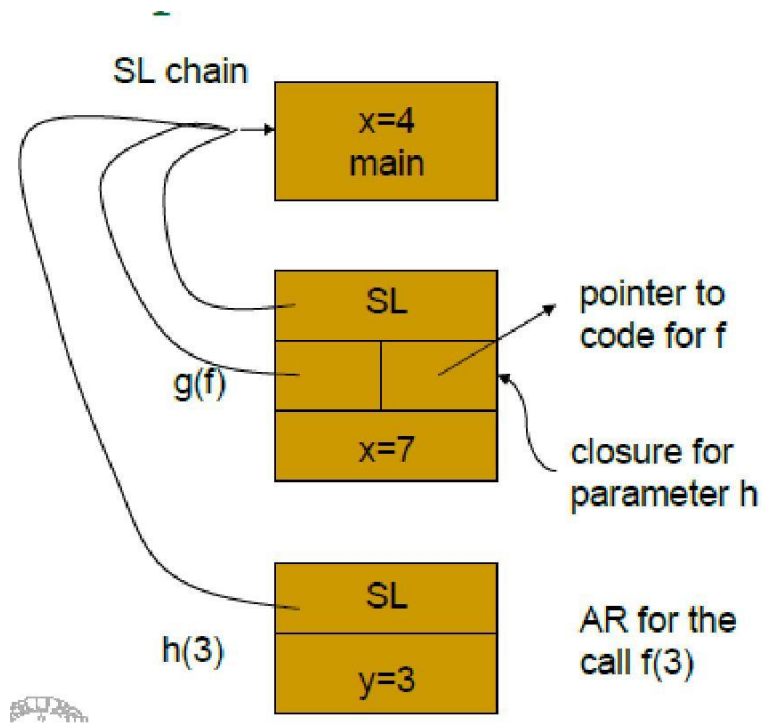 SL chain
x=4
main
SL
pointer to
code for f
g(f)
x=7
closure for
parameter h
SL
h(3)
y=3
AR for the
call f(3)